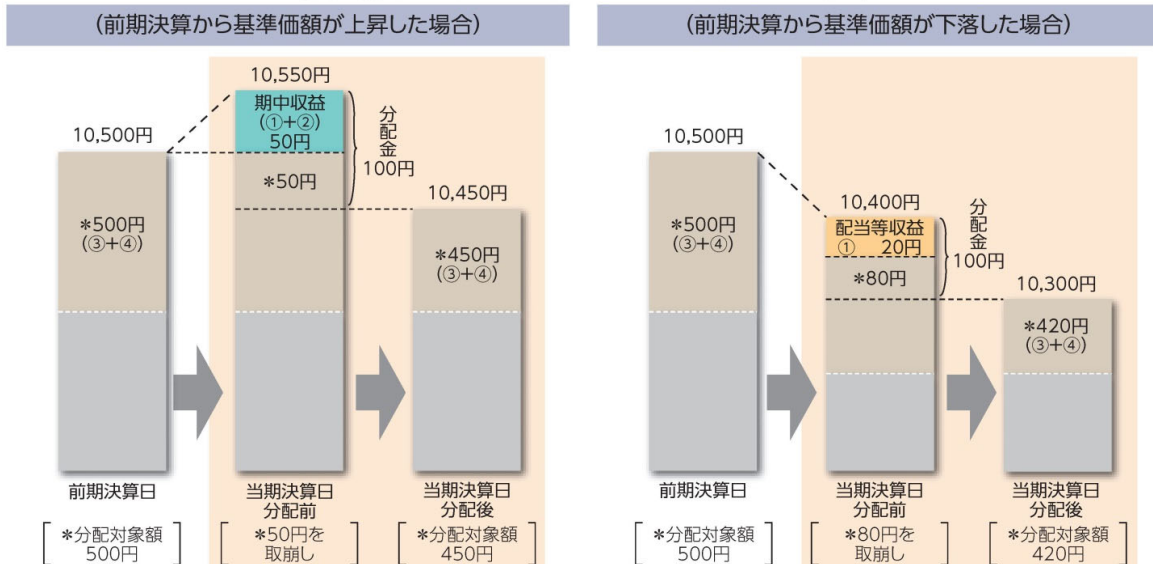 (前期決算から基準価額が上昇した場合)
10,550円
期中収益
(①+②)
50円
分配金
100円
10,500円
*50円
10,450円
*500円
(③+④)
*450円
(③+④)
前期決算日
当期決算日
分配前
当期決算日
分配後
*分配対象額
500円
*50円を
取崩し
*分配対象額
450円
(前期決算から基準価額が下落した場合)
10,500円
10,400円
配当等収益
① 20円
分配金
100円
*500円
(③+④)
*80円
10,300円
*420円
(③+④)
前期決算日
当期決算日
分配前
当期決算日
分配後
*分配対象額
500円
*80円を
取崩し
*分配対象額
420円